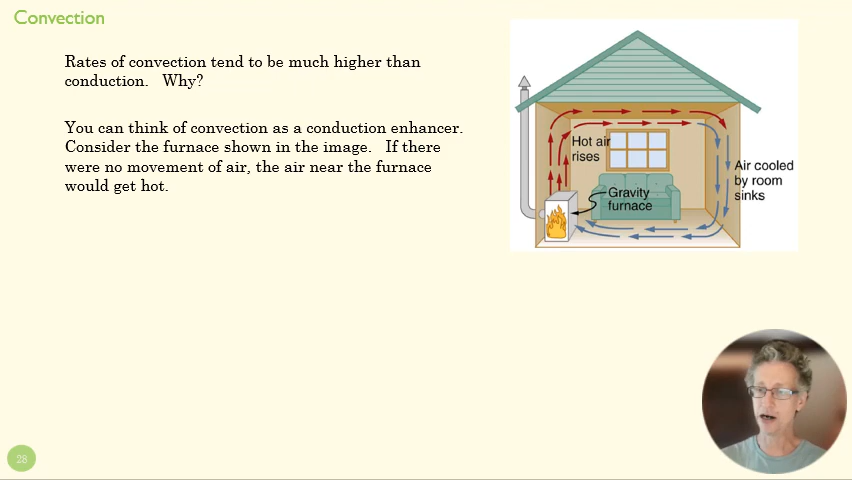 Convection
Rates of convection tend to be much higher than
conduction. Why?
You can think of convection as a conduction enhancer.
Consider the furnace shown in the image. If there
were no movement of air, the air near the furnace
would get hot.
Hot air
rises
Gravity
furnace
Air cooled
by room
sinks
28